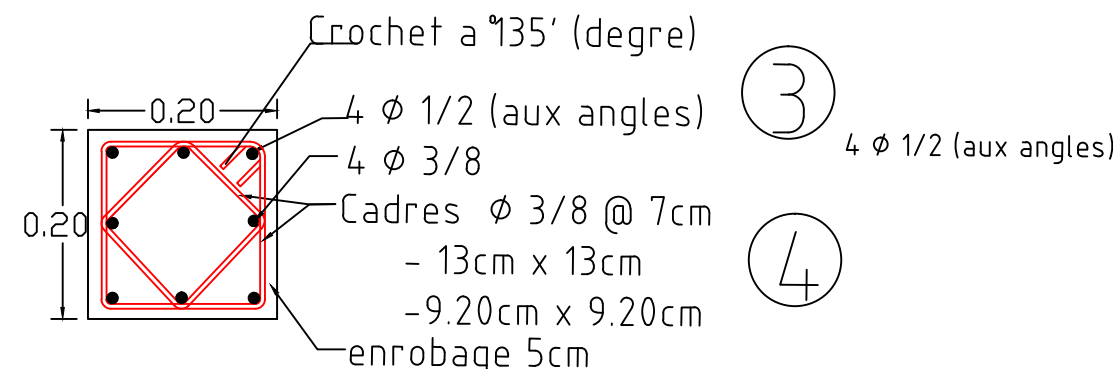 Crochet a °135' (degre)
0.20
4 Ø 1/2 (aux angles)
3
4 Ø 1/2 (aux angles)
4 Ø 3/8
0.20
Cadres Ø 3/8 @ 7cm
- 13cm x 13cm
4
-9.20cm x 9.20cm
enrobage 5cm